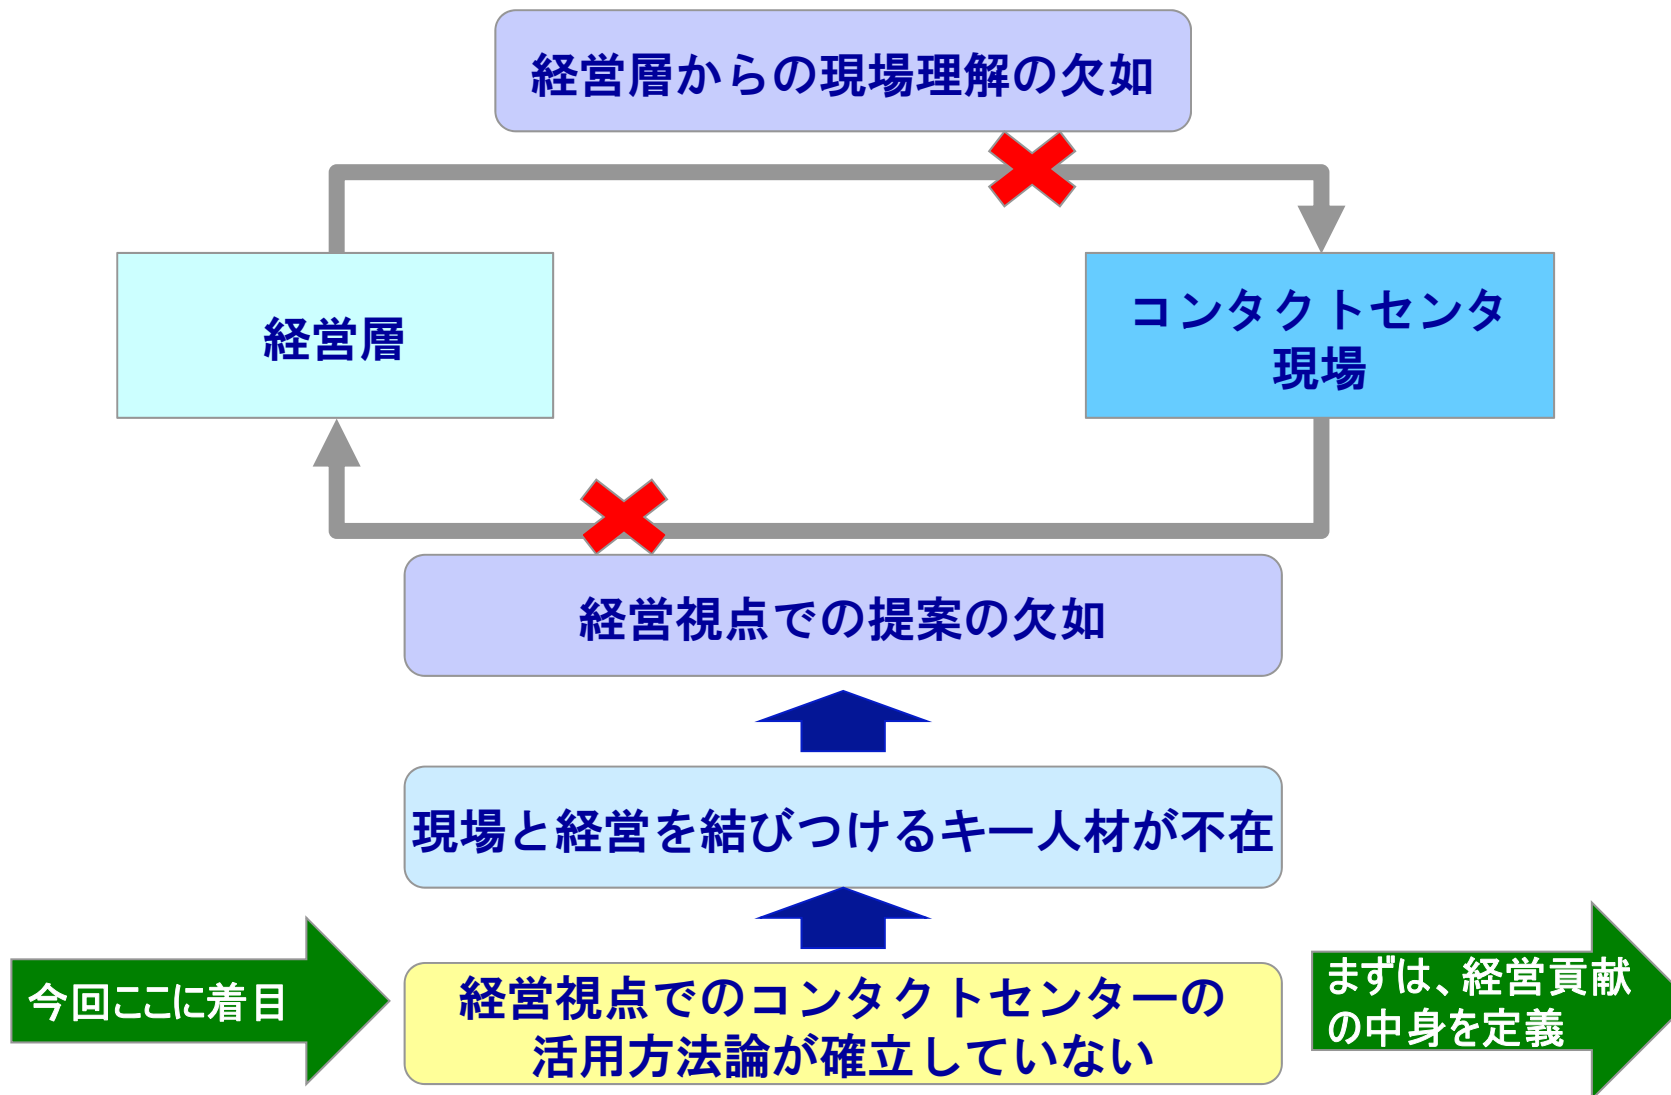 経営層からの現場理解の欠如
経営層
コンタクトセンタ
現場
経営視点での提案の欠如
現場と経営を結びつけるキー人材が不在
今回ここに着目
経営視点でのコンタクトセンターの
活用方法論が確立していない
まずは、経営貢献
の中身を定義